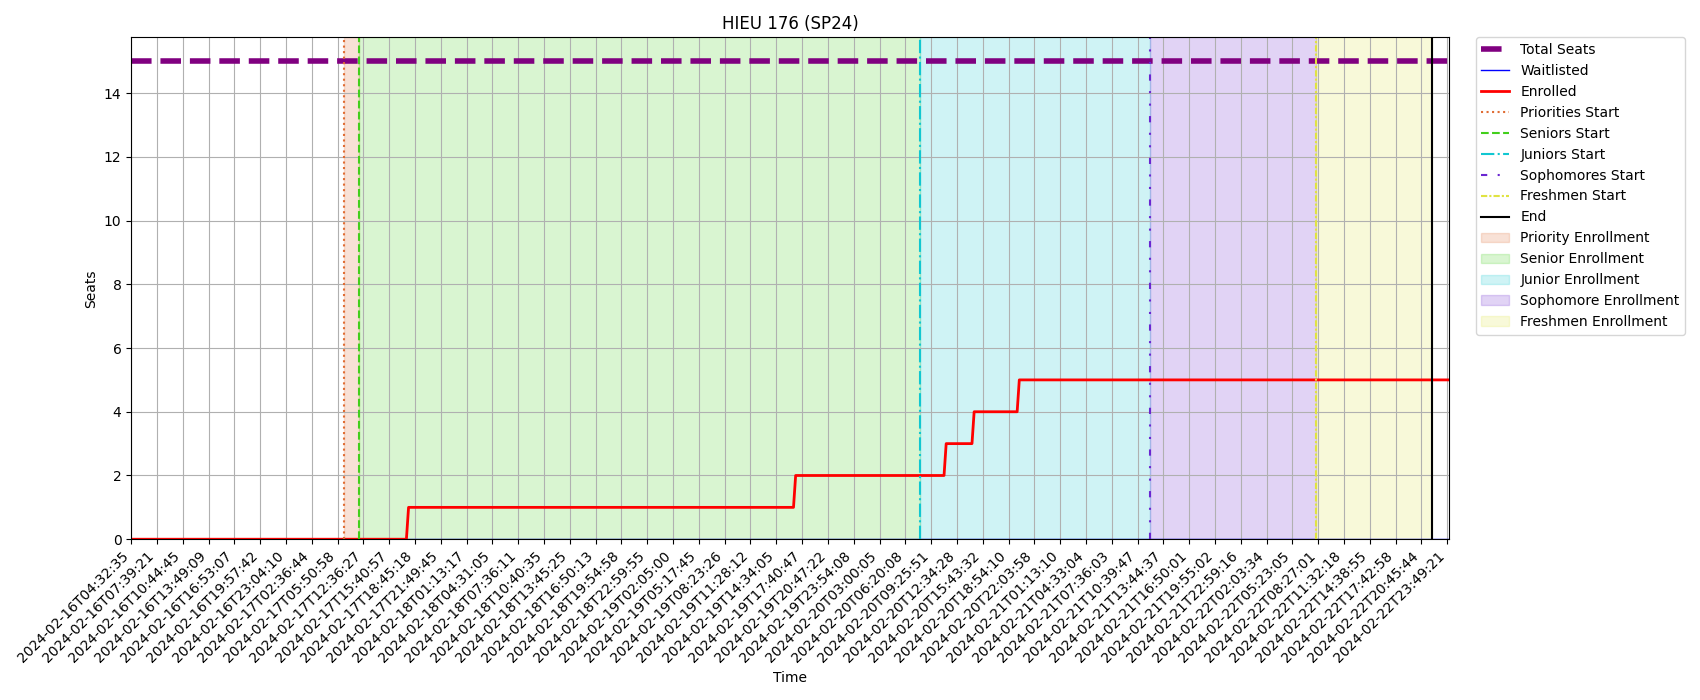 HIEU 176 (SP24)
Total Seats
Waitlisted
Enrolled
Priorities Start
Seniors Start
Juniors Start
Sophomores Start
Freshmen Start
End
Priority Enrollment
Senior Enrollment
Junior Enrollment
Sophomore Enrollment
Freshmen Enrollment
Seats
14
12
10
8
6
4
2
0
2024-02-16T04:32:35
2024-02-16T07:39:21
2024-02-16T10:44:45
2024-02-16T13:49:09
2024-02-16T16:53:07
2024-02-16T19:57:42
2024-02-16T23:04:10
2024-02-17T02:36:44
2024-02-17T05:50:58
2024-02-17T12:36:27
2024-02-17T15:40:57
2024-02-17T18:45:18
2024-02-17T21:49:45
2024-02-18T01:13:17
2024-02-18T04:31:05
2024-02-18T07:36:11
2024-02-18T10:40:35
2024-02-18T13:45:25
2024-02-18T16:50:13
2024-02-18T19:54:58
2024-02-18T22:59:55
2024-02-19T02:05:00
2024-02-19T05:17:45
2024-02-19T08:23:26
2024-02-19T11:28:12
2024-02-19T14:34:05
2024-02-19T17:40:47
2024-02-19T20:47:22
2024-02-19T23:54:08
2024-02-20T03:00:05
2024-02-20T06:20:08
2024-02-20T09:25:51
2024-02-20T12:34:28
2024-02-20T15:43:32
2024-02-20T18:54:10
2024-02-20T22:03:58
2024-02-21T01:13:10
2024-02-21T04:33:04
2024-02-21T07:36:03
2024-02-21T10:39:47
2024-02-21T13:44:37
2024-02-21T16:50:01
2024-02-21T19:55:02
2024-02-21T22:59:16
2024-02-22T02:03:34
2024-02-22T05:23:05
2024-02-22T08:27:01
2024-02-22T11:32:18
2024-02-22T14:38:55
2024-02-22T17:42:58
2024-02-22T20:45:44
2024-02-22T23:49:21
Time